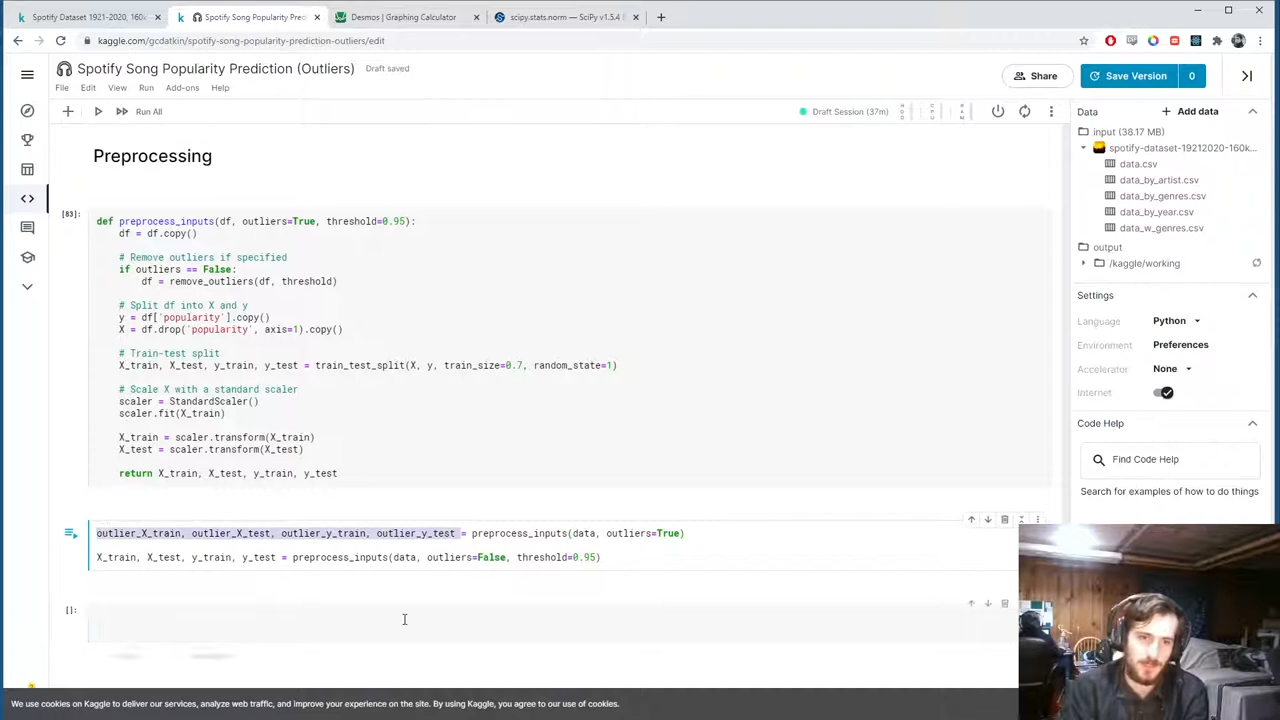 Spotify Dataset 1921-2020, 160k
Spotify Song Popularity Pred
Desmos | Graphing Calculator
scipy.stats.norm — SciPy v1.5.4
kaggle.com/gcdatkin/spotify-song-popularity-prediction-outliers/edit
Spotify Song Popularity Prediction (Outliers)
Draft saved
Share
Save Version
0
File
Edit
View
Run
Add-ons
Help
Run All
Draft Session (37m)
Data
Add data
input (38.17 MB)
spotify-dataset-19212020-160k...
data.csv
data_by_artist.csv
data_by_genres.csv
data_by_year.csv
data_w_genres.csv
output
/kaggle/working
Settings
Language
Python
Environment
Preferences
Accelerator
None
Internet
Code Help
Find Code Help
Search for examples of how to do things
Preprocessing
[83]:
def preprocess_inputs(df, outliers=True, threshold=0.95):
df = df.copy()
# Remove outliers if specified
if outliers == False:
df = remove_outliers(df, threshold)
# Split df into X and y
y = df['popularity'].copy()
X = df.drop('popularity', axis=1).copy()
# Train-test split
X_train, X_test, y_train, y_test = train_test_split(X, y, train_size=0.7, random_state=1)
# Scale X with a standard scaler
scaler = StandardScaler()
scaler.fit(X_train)
X_train = scaler.transform(X_train)
X_test = scaler.transform(X_test)
return X_train, X_test, y_train, y_test
outlier_X_train, outlier_X_test, outlier_y_train, outlier_y_test = preprocess_inputs(data, outliers=True)
X_train, X_test, y_train, y_test = preprocess_inputs(data, outliers=False, threshold=0.95)
[]:
We use cookies on Kaggle to deliver our services, analyze web traffic, and improve your experience on the site. By using Kaggle, you agree to our use of cookies.